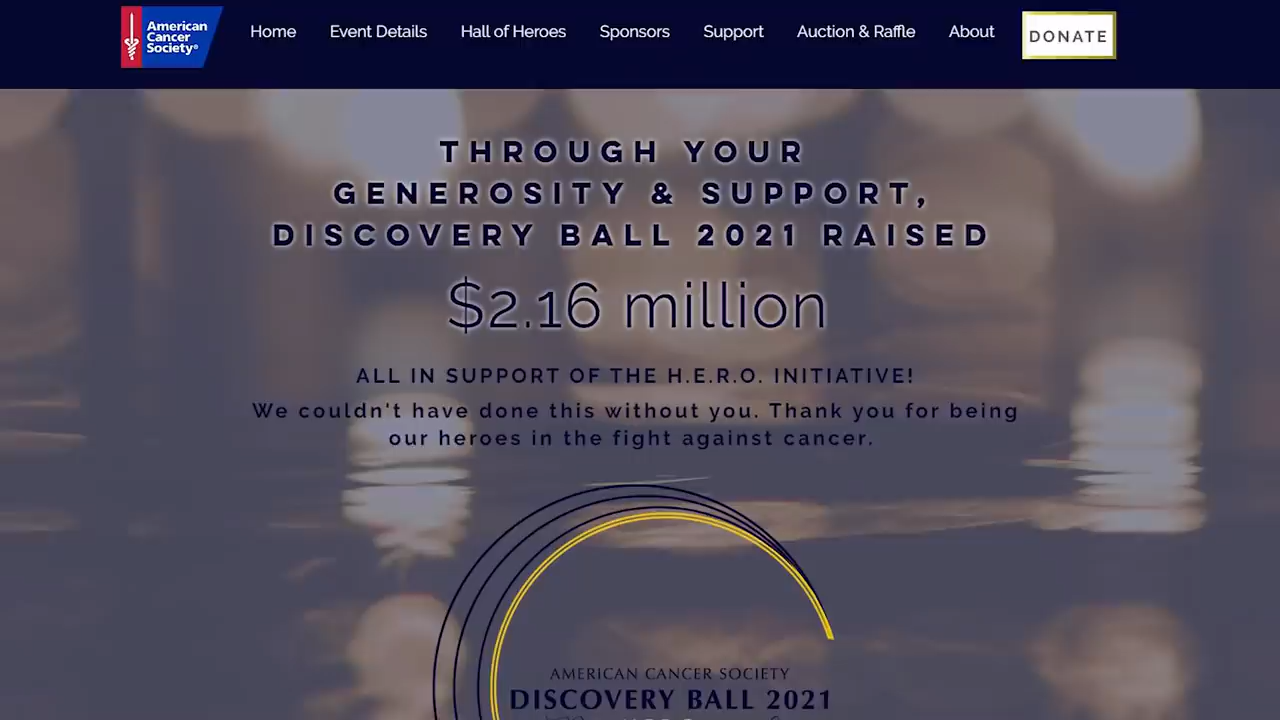 American
Cancer
Society®
Home
Event Details
Hall of Heroes
Sponsors
Support
Auction & Raffle
About
DONATE
THROUGH YOUR
GENEROSITY & SUPPORT,
DISCOVERY BALL 2021 RAISED
$2.16 million
ALL IN SUPPORT OF THE H.E.R.O. INITIATIVE!
We couldn't have done this without you. Thank you for being
our heroes in the fight against cancer.
AMERICAN CANCER SOCIETY
DISCOVERY BALL 2021